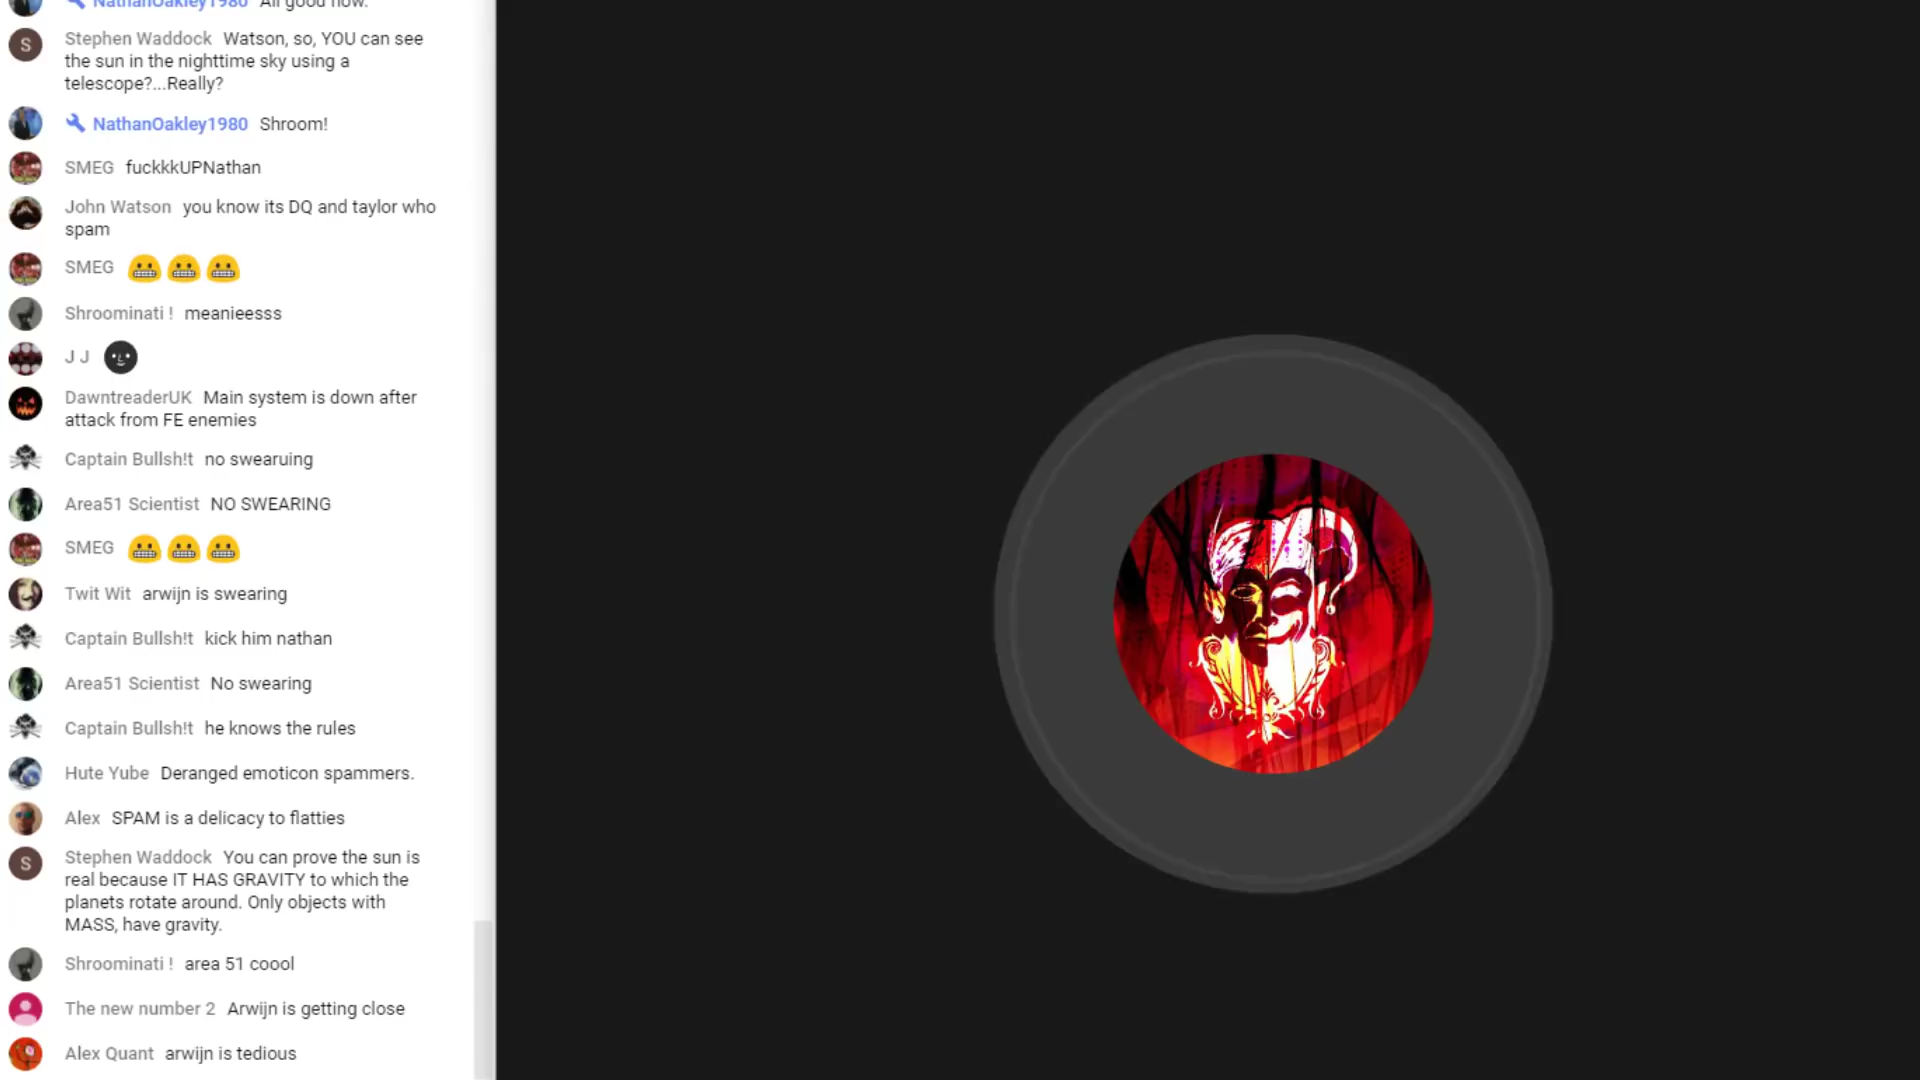 NathanOakley1980 All good now.
Stephen Waddock Watson, so, YOU can see
the sun in the nighttime sky using a
telescope?...Really?
NathanOakley1980 Shroom!
SMEG fuckkkUPNathan
John Watson you know its DQ and taylor who
spam
SMEG 😬😬😬
Shroominati ! meanieesss
J J 🌚
DawntreaderUK Main system is down after
attack from FE enemies
Captain Bullsh!t no swearuing
Area51 Scientist NO SWEARING
SMEG 😬😬😬
Twit Wit arwijn is swearing
Captain Bullsh!t kick him nathan
Area51 Scientist No swearing
Captain Bullsh!t he knows the rules
Hute Yube Deranged emoticon spammers.
Alex SPAM is a delicacy to flatties
S
Stephen Waddock You can prove the sun is
real because IT HAS GRAVITY to which the
planets rotate around. Only objects with
MASS, have gravity.
Shroominati ! area 51 coool
The new number 2 Arwijn is getting close
Alex Quant arwijn is tedious